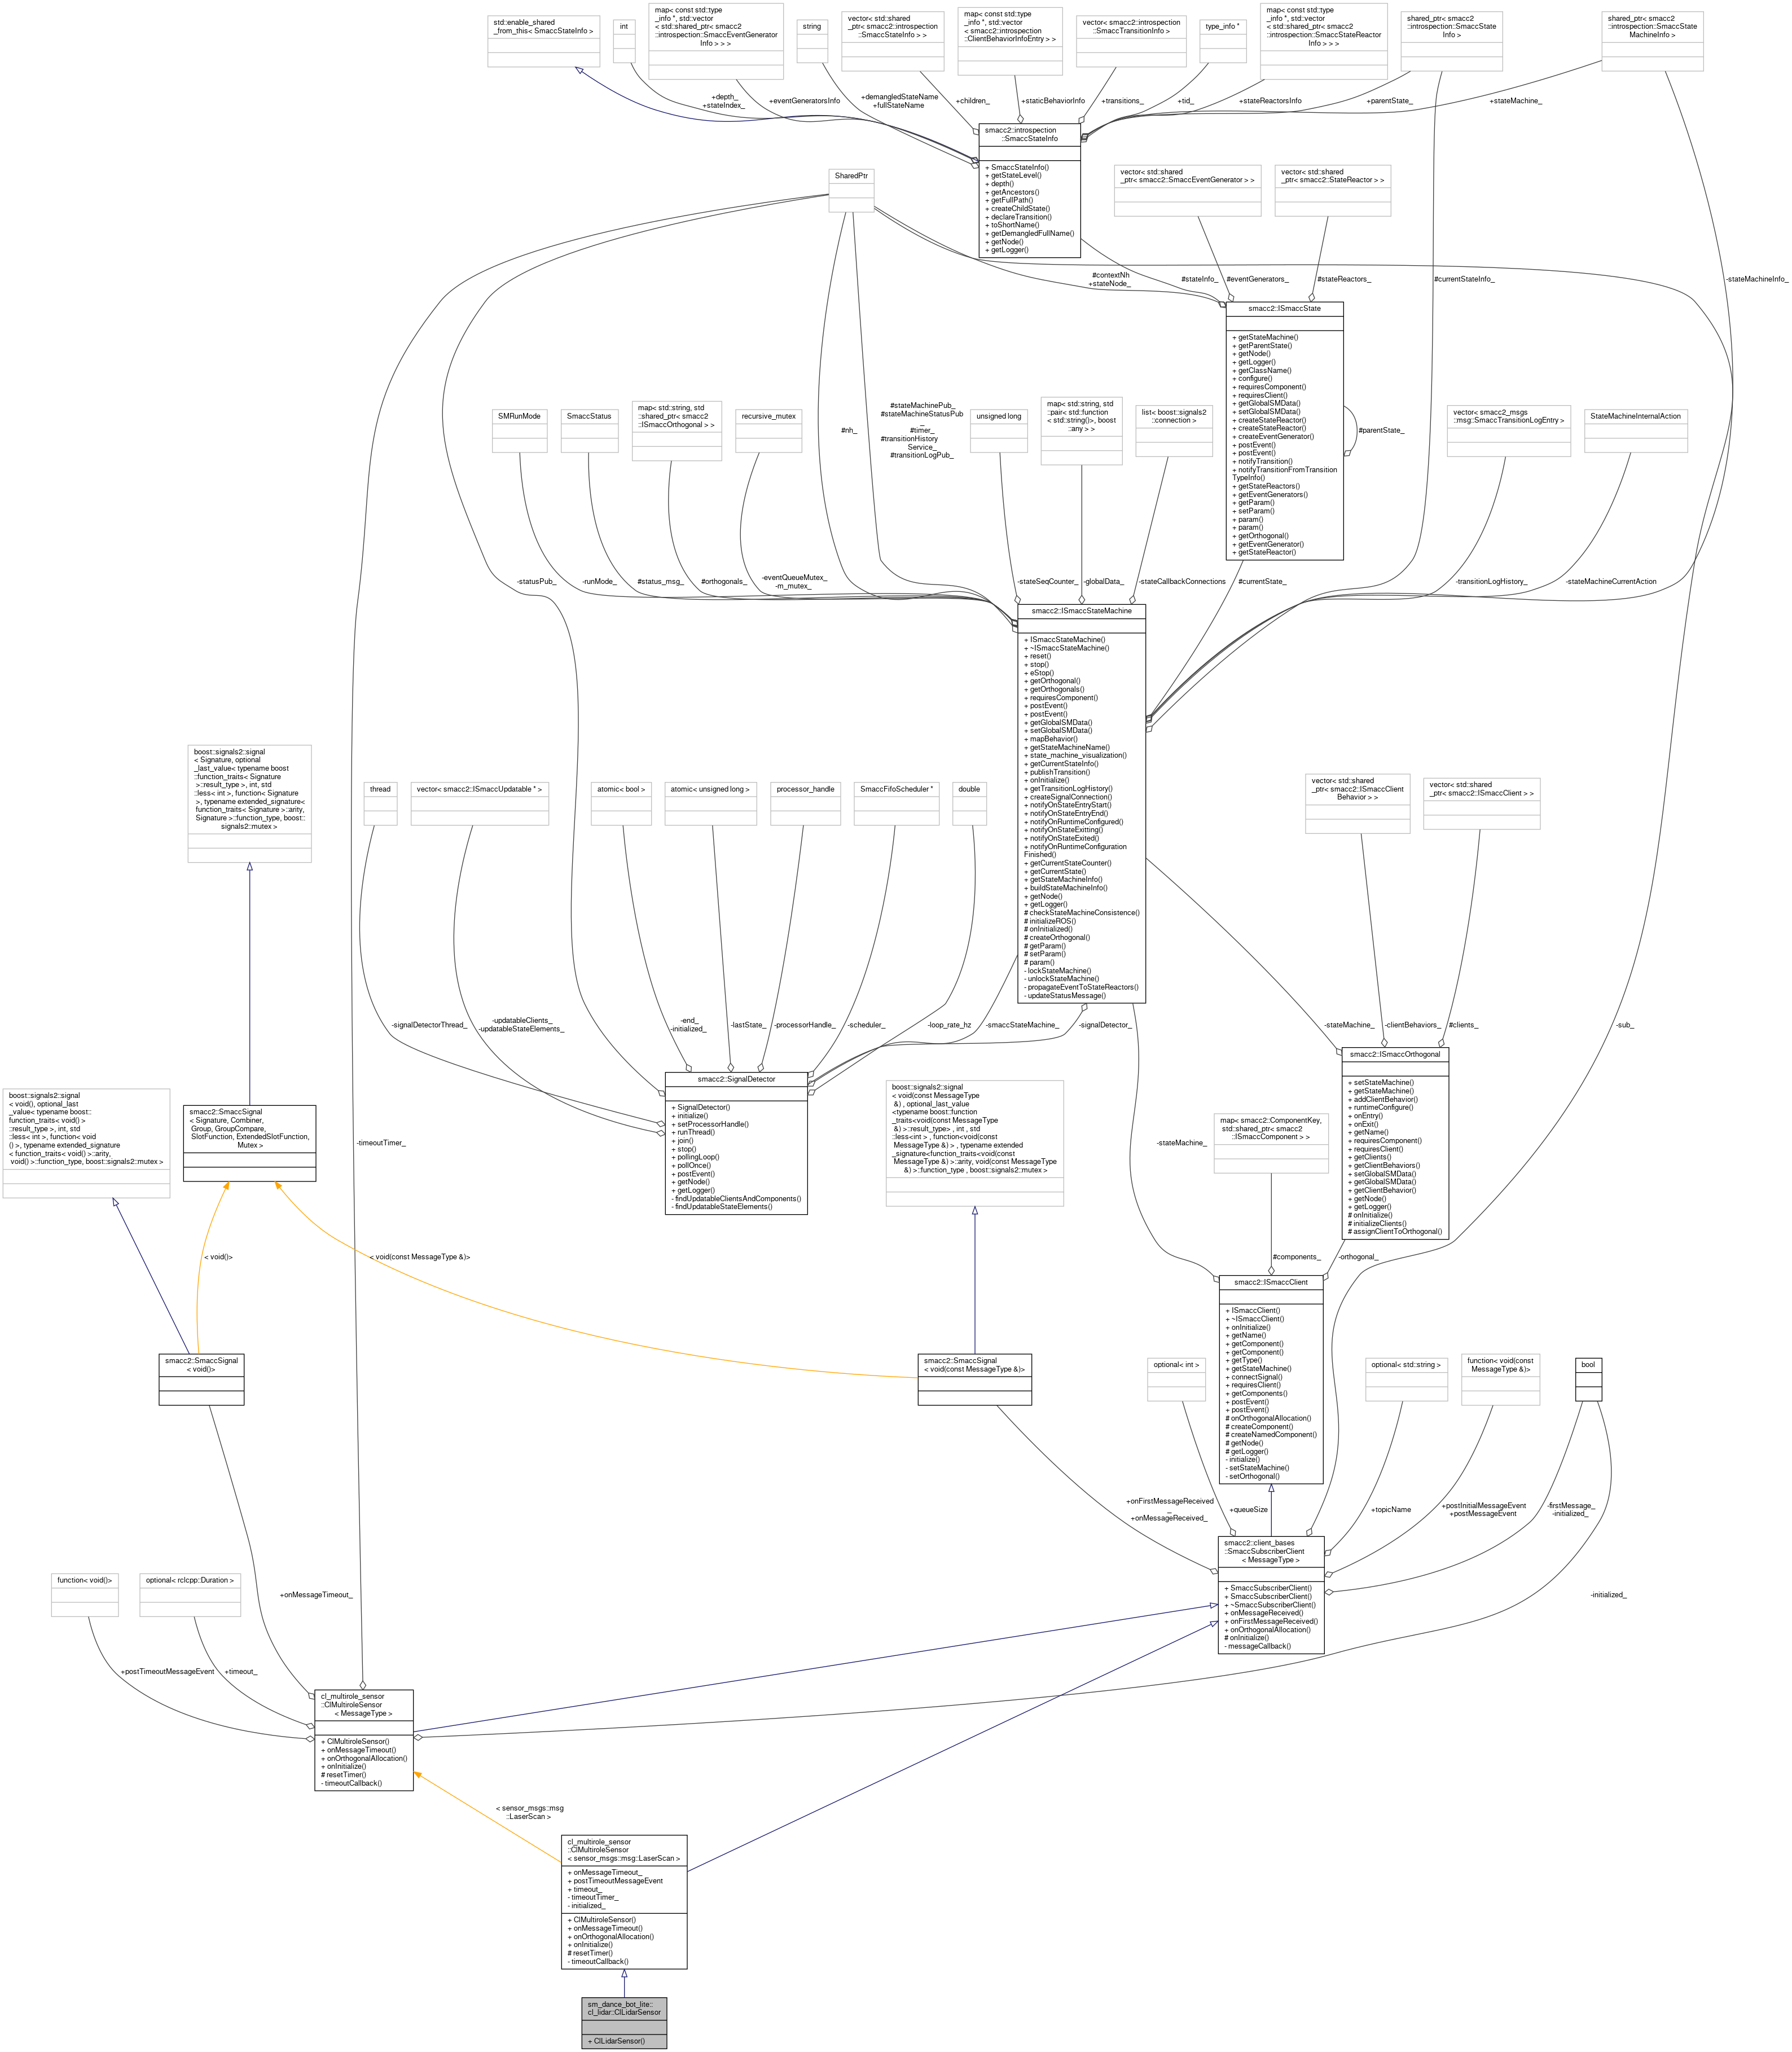 std::enable_shared
_from_this< SmaccStateInfo >
int
map< const std::type
_info *, std::vector
< std::shared_ptr< smacc2
::introspection::SmaccEventGenerator
Info > > >
string
vector< std::shared
_ptr< smacc2::introspection
::SmaccStateInfo > >
map< const std::type
_info *, std::vector
< smacc2::introspection
::ClientBehaviorInfoEntry > >
vector< smacc2::introspection
::SmaccTransitionInfo >
type_info *
map< const std::type
_info *, std::vector
< std::shared_ptr< smacc2
::introspection::SmaccStateReactor
Info > > >
shared_ptr< smacc2
::introspection::SmaccState
Info >
shared_ptr< smacc2
::introspection::SmaccState
MachineInfo >
+depth_
+stateIndex_
+eventGeneratorsInfo
+demangledStateName
+fullStateName
+children_
+staticBehaviorInfo
+transitions_
+tid_
+stateReactorsInfo
+parentState_
+stateMachine_
smacc2::introspection
::SmaccStateInfo
+ SmaccStateInfo()
+ getStateLevel()
+ depth()
+ getAncestors()
+ getFullPath()
+ createChildState()
+ declareTransition()
+ toShortName()
+ getDemangledFullName()
+ getNode()
+ getLogger()
SharedPtr
vector< std::shared
_ptr< smacc2::SmaccEventGenerator > >
vector< std::shared
_ptr< smacc2::StateReactor > >
#contextNh
+stateNode_
#stateInfo_
#eventGenerators_
#stateReactors_
#currentStateInfo_
-stateMachineInfo_
smacc2::ISmaccState
+ getStateMachine()
+ getParentState()
+ getNode()
+ getLogger()
+ getClassName()
+ configure()
+ requiresComponent()
+ requiresClient()
+ getGlobalSMData()
+ setGlobalSMData()
+ createStateReactor()
+ createStateReactor()
+ createEventGenerator()
+ postEvent()
+ postEvent()
+ notifyTransition()
+ notifyTransitionFromTransition
TypeInfo()
+ getStateReactors()
+ getEventGenerators()
+ getParam()
+ setParam()
+ param()
+ param()
+ getOrthogonal()
+ getEventGenerator()
+ getStateReactor()
#parentState_
SMRunMode
SmaccStatus
map< std::string, std
::shared_ptr< smacc2
::ISmaccOrthogonal > >
recursive_mutex
#nh_
#stateMachinePub_
#stateMachineStatusPub
_
#timer_
#transitionHistory
Service_
#transitionLogPub_
unsigned long
map< std::string, std
::pair< std::function
< std::string()>, boost
::any > >
list< boost::signals2
::connection >
vector< smacc2_msgs
::msg::SmaccTransitionLogEntry >
StateMachineInternalAction
-statusPub_
-runMode_
#status_msg_
#orthogonals_
-eventQueueMutex_
-m_mutex_
-stateSeqCounter_
-globalData_
-stateCallbackConnections
#currentState_
-transitionLogHistory_
-stateMachineCurrentAction
smacc2::ISmaccStateMachine
+ ISmaccStateMachine()
+ ~ISmaccStateMachine()
+ reset()
+ stop()
+ eStop()
+ getOrthogonal()
+ getOrthogonals()
+ requiresComponent()
+ postEvent()
+ postEvent()
+ getGlobalSMData()
+ setGlobalSMData()
+ mapBehavior()
+ getStateMachineName()
+ state_machine_visualization()
+ getCurrentStateInfo()
+ publishTransition()
+ onInitialize()
+ getTransitionLogHistory()
+ createSignalConnection()
+ notifyOnStateEntryStart()
+ notifyOnStateEntryEnd()
+ notifyOnRuntimeConfigured()
+ notifyOnStateExitting()
+ notifyOnStateExited()
+ notifyOnRuntimeConfiguration
Finished()
+ getCurrentStateCounter()
+ getCurrentState()
+ getStateMachineInfo()
+ buildStateMachineInfo()
+ getNode()
+ getLogger()
# checkStateMachineConsistence()
# initializeROS()
# onInitialized()
# createOrthogonal()
# getParam()
# setParam()
# param()
- lockStateMachine()
- unlockStateMachine()
- propagateEventToStateReactors()
- updateStatusMessage()
boost::signals2::signal
< Signature, optional
_last_value< typename boost
::function_traits< Signature
>::result_type >, int, std
::less< int >, function< Signature
>, typename extended_signature<
function_traits< Signature >::arity,
Signature >::function_type, boost::
signals2::mutex >
thread
vector< smacc2::ISmaccUpdatable * >
atomic< bool >
atomic< unsigned long >
processor_handle
SmaccFifoScheduler *
double
vector< std::shared
_ptr< smacc2::ISmaccClient
Behavior > >
vector< std::shared
_ptr< smacc2::ISmaccClient > >
-signalDetectorThread_
-updatableClients_
-updatableStateElements_
-end_
-initialized_
-lastState_
-processorHandle_
-scheduler_
-loop_rate_hz
-smaccStateMachine_
-signalDetector_
-stateMachine_
-clientBehaviors_
#clients_
-sub_
smacc2::SignalDetector
+ SignalDetector()
+ initialize()
+ setProcessorHandle()
+ runThread()
+ join()
+ stop()
+ pollingLoop()
+ pollOnce()
+ postEvent()
+ getNode()
+ getLogger()
- findUpdatableClientsAndComponents()
- findUpdatableStateElements()
smacc2::ISmaccOrthogonal
+ setStateMachine()
+ getStateMachine()
+ addClientBehavior()
+ runtimeConfigure()
+ onEntry()
+ onExit()
+ getName()
+ requiresComponent()
+ requiresClient()
+ getClients()
+ getClientBehaviors()
+ setGlobalSMData()
+ getGlobalSMData()
+ getClientBehavior()
+ getNode()
+ getLogger()
# onInitialize()
# initializeClients()
# assignClientToOrthogonal()
boost::signals2::signal
< void(), optional_last
_value< typename boost::
function_traits< void() >
::result_type >, int, std
::less< int >, function< void
() >, typename extended_signature
< function_traits< void() >::arity,
void() >::function_type, boost::signals2::mutex >
smacc2::SmaccSignal
< Signature, Combiner,
Group, GroupCompare,
SlotFunction, ExtendedSlotFunction,
Mutex >
-timeoutTimer_
boost::signals2::signal
< void(const MessageType
&) , optional_last_value
<typename boost::function
_traits<void(const MessageType
&) >::result_type> , int , std
::less<int > , function<void(const
MessageType &) > , typename extended
_signature<function_traits<void(const
MessageType &) >::arity, void(const MessageType
&) >::function_type , boost::signals2::mutex >
map< smacc2::ComponentKey,
std::shared_ptr< smacc2
::ISmaccComponent > >
-stateMachine_
< void()>
< void(const MessageType &)>
#components_
-orthogonal_
smacc2::ISmaccClient
+ ISmaccClient()
+ ~ISmaccClient()
+ onInitialize()
+ getName()
+ getComponent()
+ getComponent()
+ getType()
+ getStateMachine()
+ connectSignal()
+ requiresClient()
+ getComponents()
+ postEvent()
+ postEvent()
# onOrthogonalAllocation()
# createComponent()
# createNamedComponent()
# getNode()
# getLogger()
- initialize()
- setStateMachine()
- setOrthogonal()
smacc2::SmaccSignal
< void()>
smacc2::SmaccSignal
< void(const MessageType &)>
optional< int >
optional< std::string >
function< void(const
MessageType &)>
bool
+onFirstMessageReceived
_
+onMessageReceived_
+queueSize
+topicName
+postInitialMessageEvent
+postMessageEvent
-firstMessage_
-initialized_
smacc2::client_bases
::SmaccSubscriberClient
< MessageType >
+ SmaccSubscriberClient()
+ SmaccSubscriberClient()
+ ~SmaccSubscriberClient()
+ onMessageReceived()
+ onFirstMessageReceived()
+ onOrthogonalAllocation()
# onInitialize()
- messageCallback()
function< void()>
optional< rclcpp::Duration >
+onMessageTimeout_
-initialized_
+postTimeoutMessageEvent
+timeout_
cl_multirole_sensor
::ClMultiroleSensor
< MessageType >
+ ClMultiroleSensor()
+ onMessageTimeout()
+ onOrthogonalAllocation()
+ onInitialize()
# resetTimer()
- timeoutCallback()
< sensor_msgs::msg
::LaserScan >
cl_multirole_sensor
::ClMultiroleSensor
< sensor_msgs::msg::LaserScan >
+ onMessageTimeout_
+ postTimeoutMessageEvent
+ timeout_
- timeoutTimer_
- initialized_
+ ClMultiroleSensor()
+ onMessageTimeout()
+ onOrthogonalAllocation()
+ onInitialize()
# resetTimer()
- timeoutCallback()
sm_dance_bot_lite::
cl_lidar::ClLidarSensor
+ ClLidarSensor()